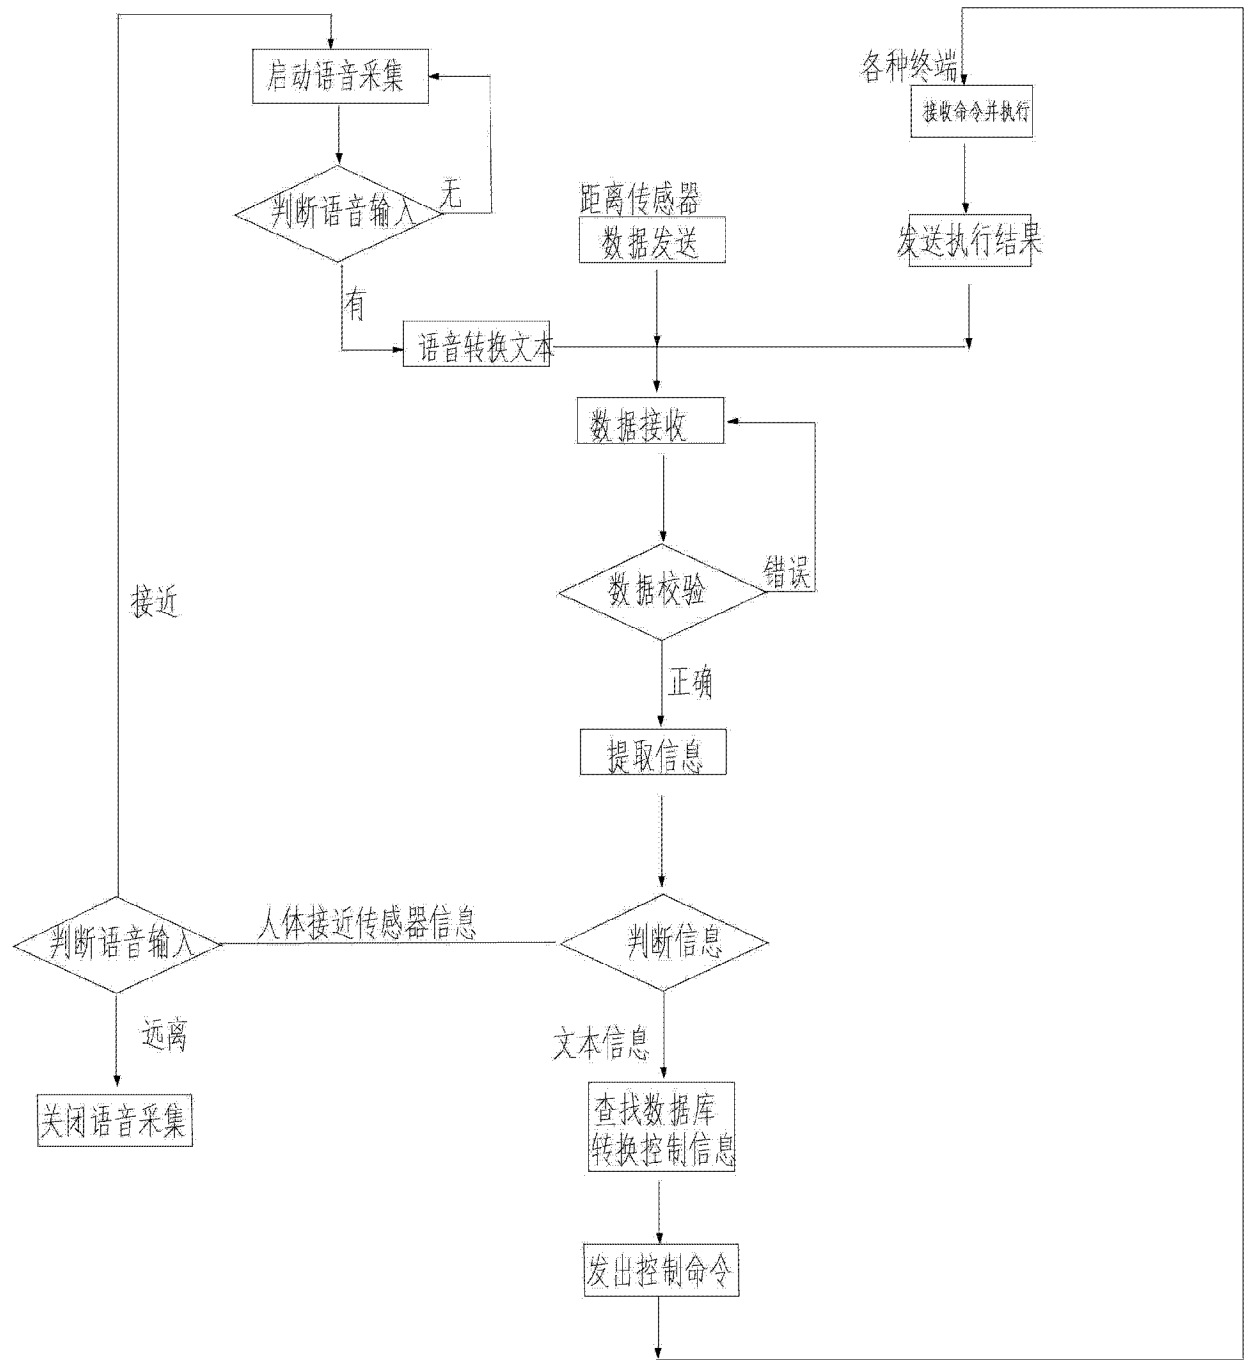 启动语音采集
各种终端
接收命令并执行
判断语音输入
无
距离传感器
数据发送
发送执行结果
有
语音转换文本
数据接收
数据校验
错误
接近
正确
提取信息
判断语音输入
人体接近传感器信息
判断信息
远离
文本信息
关闭语音采集
查找数据库
转换控制信息
发出控制命令